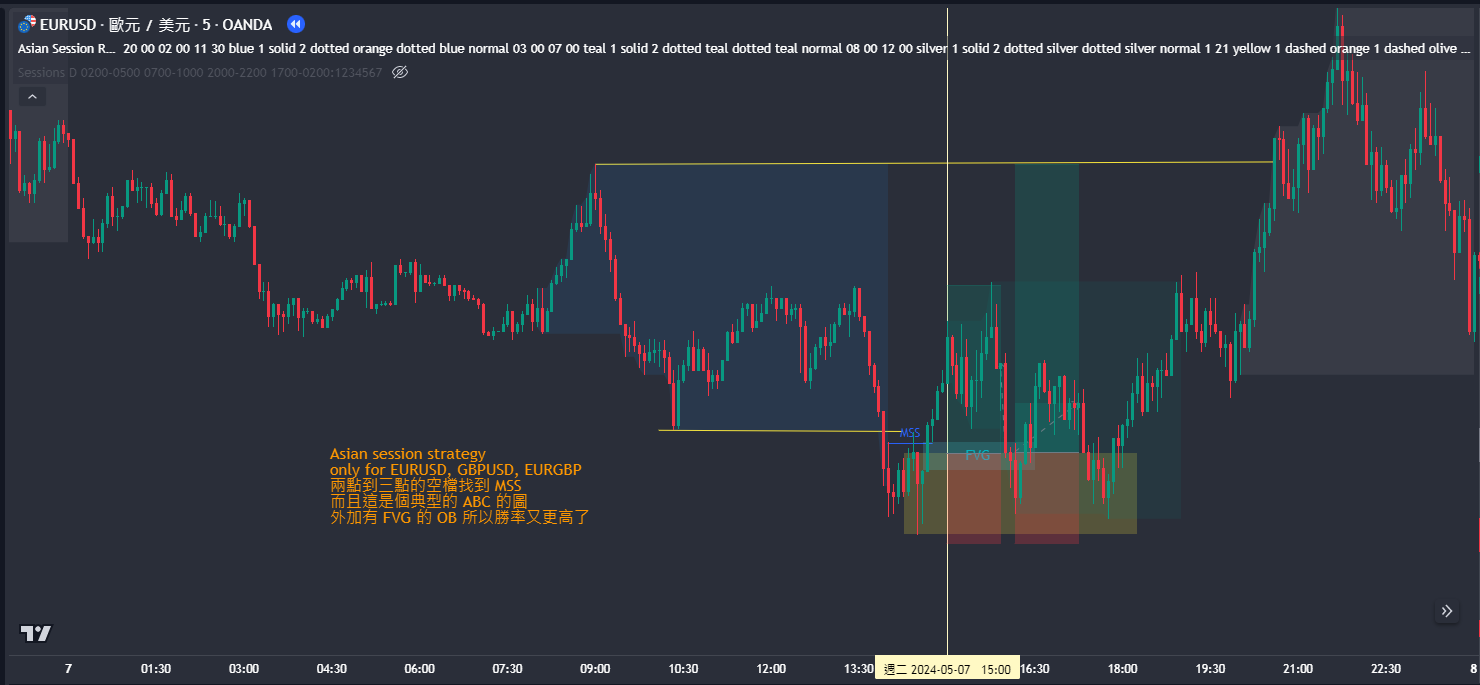 EURUSD · 歐元 / 美元 · 5 · OANDA
Asian Session R... 20 00 02 00 11 30 blue 1 solid 2 dotted orange dotted blue normal 03 00 07 00 teal 1 solid 2 dotted teal dotted teal normal 08 00 12 00 silver 1 solid 2 dotted silver dotted silver normal 1 21 yellow 1 dashed orange 1 dashed olive ...
Sessions D 0200-0500 0700-1000 2000-2200 1700-0200:1234567
MSS
FVG
Asian session strategy
only for EURUSD, GBPUSD, EURGBP
兩點到三點的空檔找到 MSS
而且這是個典型的 ABC 的圖
外加有 FVG 的 OB 所以勝率又更高了
7 01:30 03:00 04:30 06:00 07:30 09:00 10:30 12:00 13:30 週二 2024-05-07 15:00 16:30 18:00 19:30 21:00 22:30 8